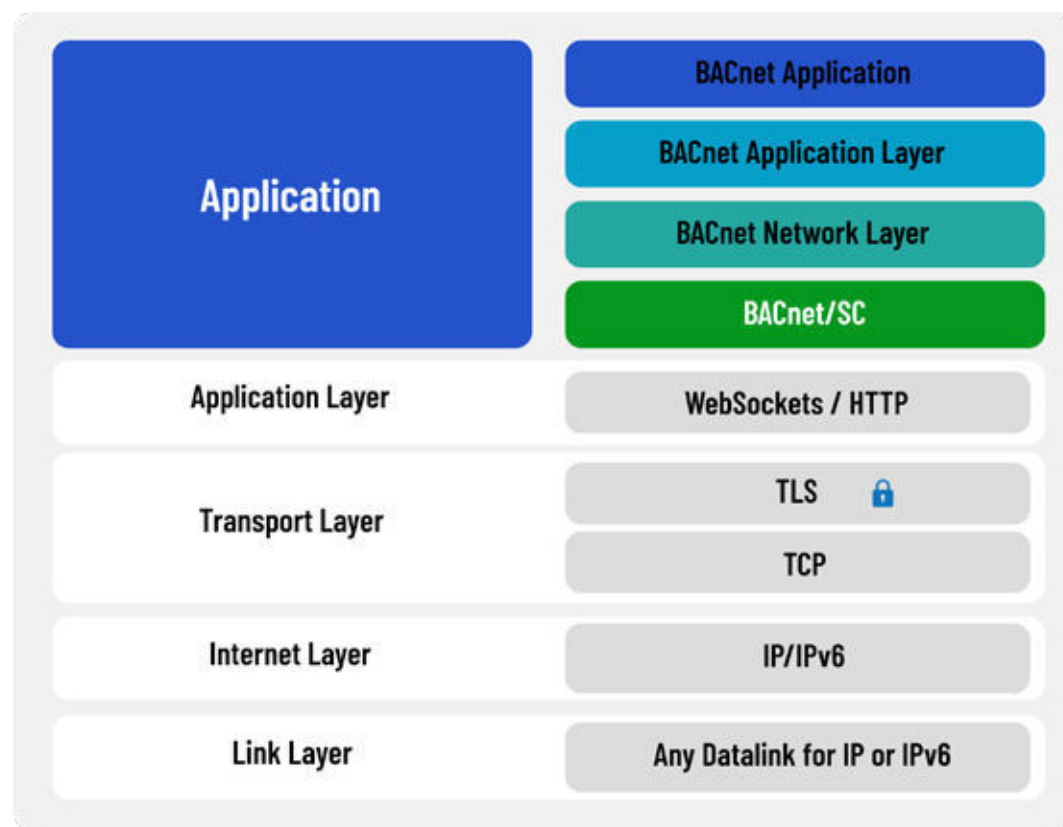 Application
BACnet Application
BACnet Application Layer
BACnet Network Layer
BACnet/SC
Application Layer
WebSockets / HTTP
Transport Layer
TLS
TCP
Internet Layer
IP/IPv6
Link Layer
Any Datalink for IP or IPv6